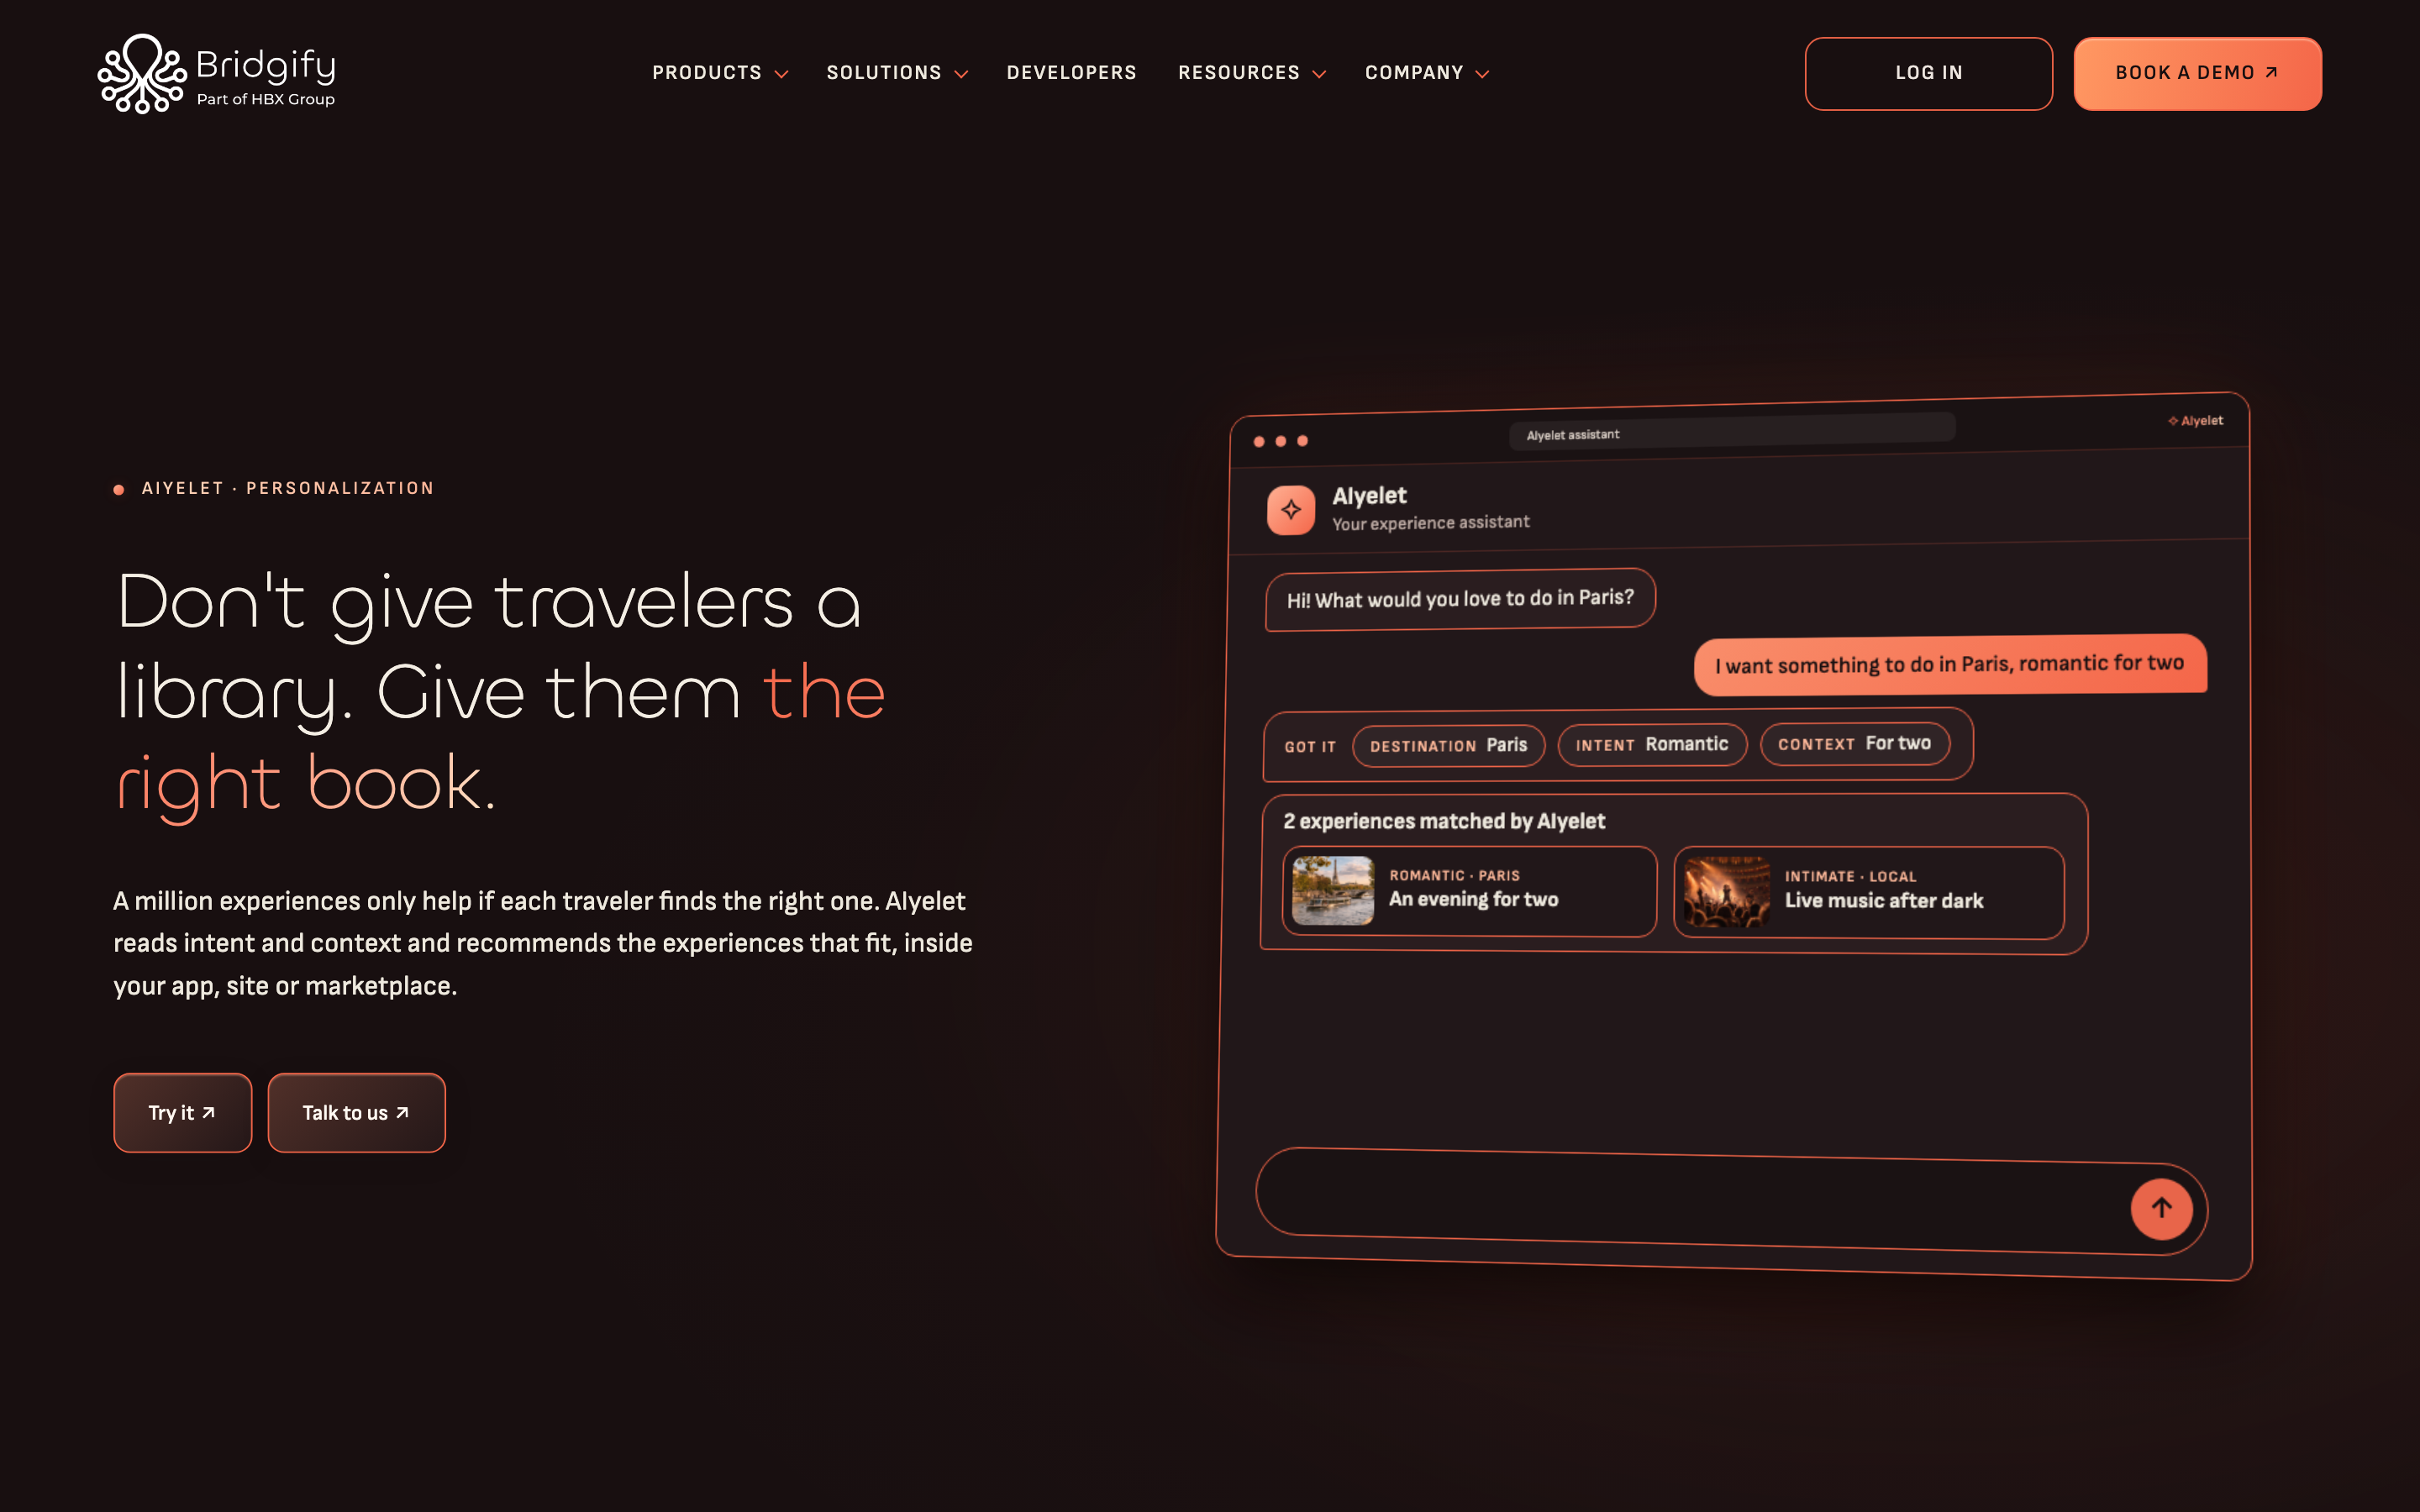 Bridgify
Part of HBX Group
PRODUCTS
SOLUTIONS
DEVELOPERS
RESOURCES
COMPANY
LOG IN
BOOK A DEMO ↗
AIYELET · PERSONALIZATION
Don't give travelers a
library. Give them the
right book.
A million experiences only help if each traveler finds the right one. AIyelet
reads intent and context and recommends the experiences that fit, inside
your app, site or marketplace.
Try it ↗
Talk to us ↗
AIyelet assistant
AIyelet
AIyelet
Your experience assistant
Hi! What would you love to do in Paris?
I want something to do in Paris, romantic for two
GOT IT DESTINATION Paris INTENT Romantic CONTEXT For two
2 experiences matched by AIyelet
ROMANTIC · PARIS
An evening for two
INTIMATE · LOCAL
Live music after dark